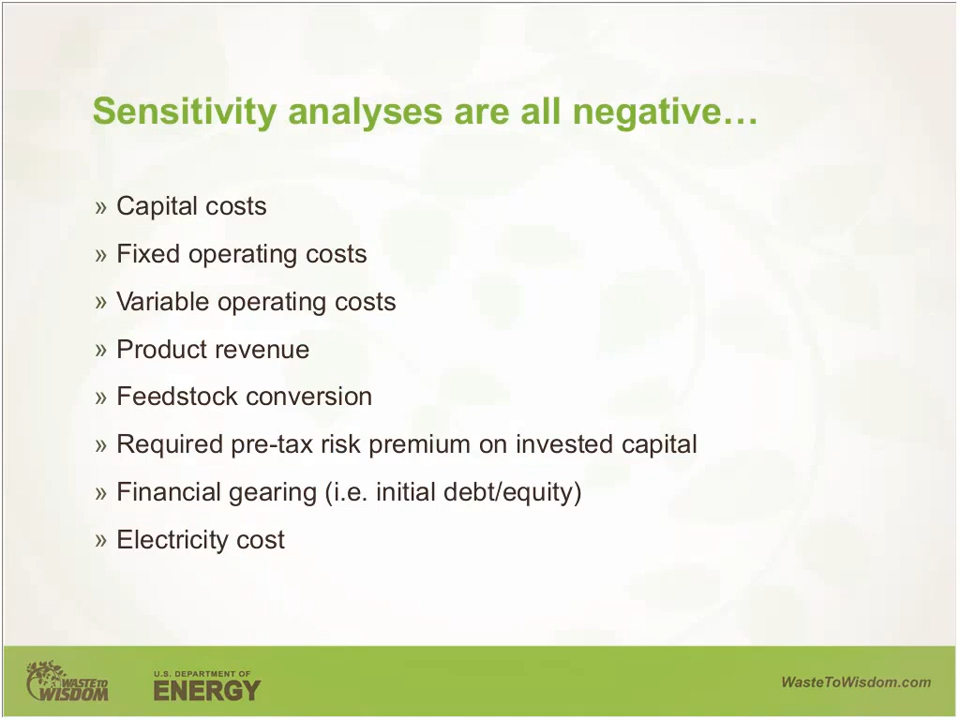 Sensitivity analyses are all negative…
» Capital costs
» Fixed operating costs
» Variable operating costs
» Product revenue
» Feedstock conversion
» Required pre-tax risk premium on invested capital
» Financial gearing (i.e. initial debt/equity)
» Electricity cost
WASTE TO
WISDOM
U.S. DEPARTMENT OF
ENERGY
WasteToWisdom.com